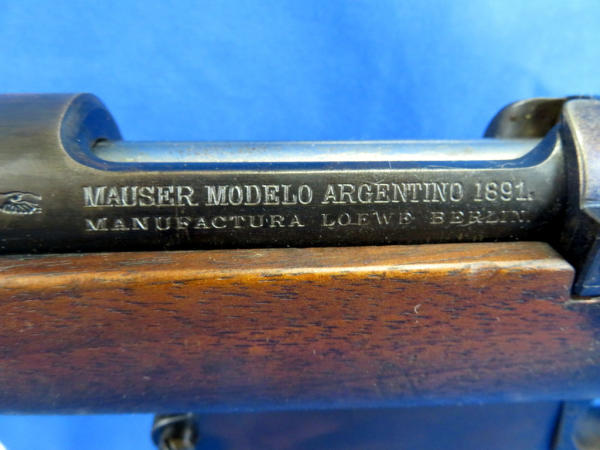 MAUSER MODELO ARGENTINO 1891.
MANUFACTURA LOEWE BERLIN.